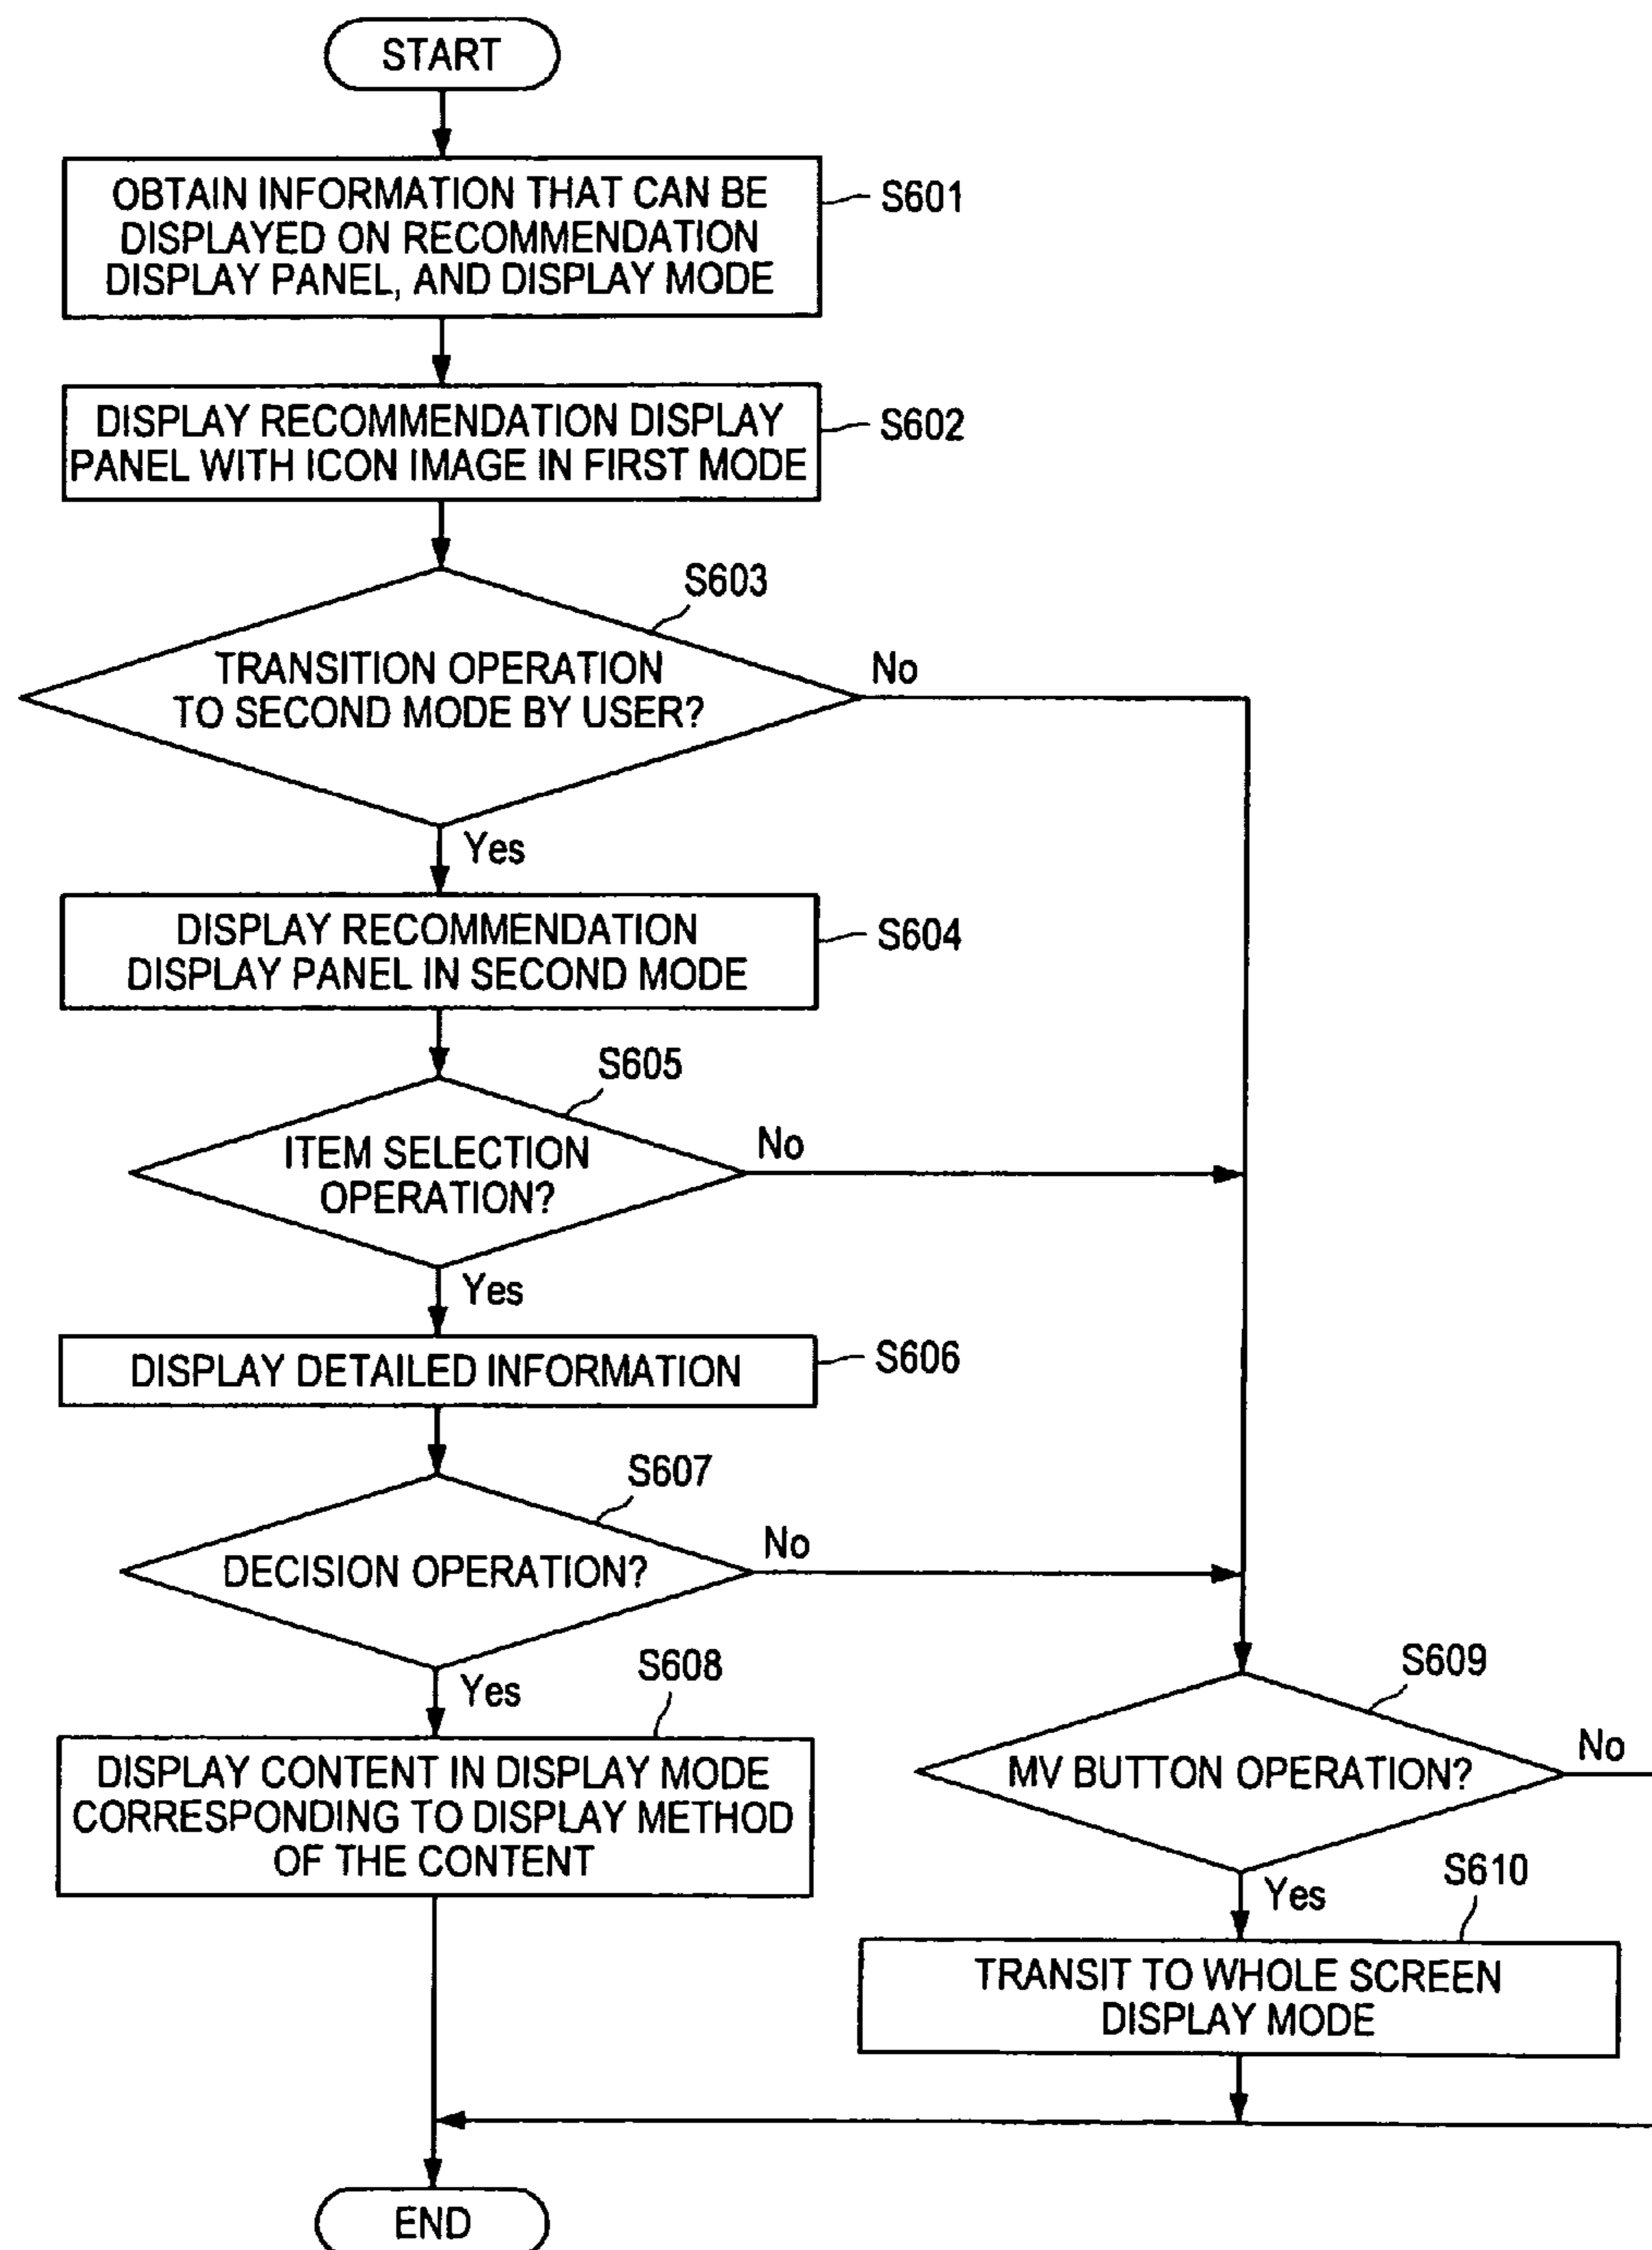 START
OBTAIN INFORMATION THAT CAN BE
DISPLAYED ON RECOMMENDATION
DISPLAY PANEL, AND DISPLAY MODE
S601
DISPLAY RECOMMENDATION DISPLAY
PANEL WITH ICON IMAGE IN FIRST MODE
S602
S603
TRANSITION OPERATION
TO SECOND MODE BY USER?
No
Yes
DISPLAY RECOMMENDATION
DISPLAY PANEL IN SECOND MODE
S604
S605
ITEM SELECTION
OPERATION?
No
Yes
DISPLAY DETAILED INFORMATION
S606
S607
DECISION OPERATION?
No
Yes
S608
DISPLAY CONTENT IN DISPLAY MODE
CORRESPONDING TO DISPLAY METHOD
OF THE CONTENT
S609
MV BUTTON OPERATION?
No
Yes
S610
TRANSIT TO WHOLE SCREEN
DISPLAY MODE
END